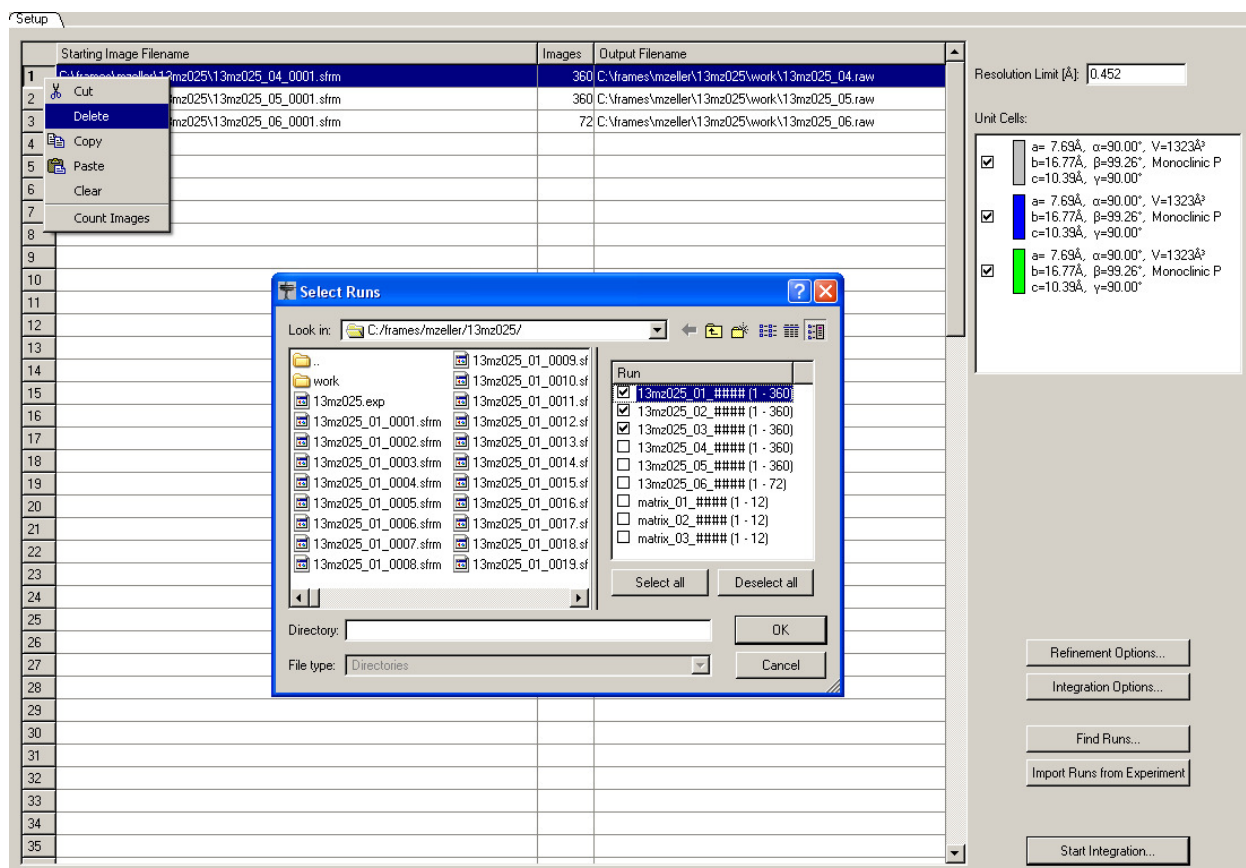 Setup
Starting Image Filename Images Output Filename
1 C:\frames\mzeller\13mz025\13mz025_04_0001.sfrm 360 C:\frames\mzeller\13mz025\work\13mz025_04.raw
2 mz025\13mz025_05_0001.sfrm 360 C:\frames\mzeller\13mz025\work\13mz025_05.raw
3 mz025\13mz025_06_0001.sfrm 72 C:\frames\mzeller\13mz025\work\13mz025_06.raw
4
5
6
7
8
9
10
11
12
13
14
15
16
17
18
19
20
21
22
23
24
25
26
27
28
29
30
31
32
33
34
35
Cut
Delete
Copy
Paste
Clear
Count Images
Select Runs
Look in: C:/frames/mzeller/13mz025/
..
work
13mz025.exp
13mz025_01_0001.sfrm
13mz025_01_0002.sfrm
13mz025_01_0003.sfrm
13mz025_01_0004.sfrm
13mz025_01_0005.sfrm
13mz025_01_0006.sfrm
13mz025_01_0007.sfrm
13mz025_01_0008.sfrm
13mz025_01_0009.sf
13mz025_01_0010.sf
13mz025_01_0011.sf
13mz025_01_0012.sf
13mz025_01_0013.sf
13mz025_01_0014.sf
13mz025_01_0015.sf
13mz025_01_0016.sf
13mz025_01_0017.sf
13mz025_01_0018.sf
13mz025_01_0019.sf
Run
13mz025_01_#### (1 - 360)
13mz025_02_#### (1 - 360)
13mz025_03_#### (1 - 360)
13mz025_04_#### (1 - 360)
13mz025_05_#### (1 - 360)
13mz025_06_#### (1 - 72)
matrix_01_#### (1 - 12)
matrix_02_#### (1 - 12)
matrix_03_#### (1 - 12)
Select all Deselect all
Directory: OK
File type: Directories Cancel
Resolution Limit [Å]: 0.452
Unit Cells:
a= 7.69Å, α=90.00°, V=1323Å³
b=16.77Å, β=99.26°, Monoclinic P
c=10.39Å, γ=90.00°
a= 7.69Å, α=90.00°, V=1323Å³
b=16.77Å, β=99.26°, Monoclinic P
c=10.39Å, γ=90.00°
a= 7.69Å, α=90.00°, V=1323Å³
b=16.77Å, β=99.26°, Monoclinic P
c=10.39Å, γ=90.00°
Refinement Options...
Integration Options...
Find Runs...
Import Runs from Experiment
Start Integration...